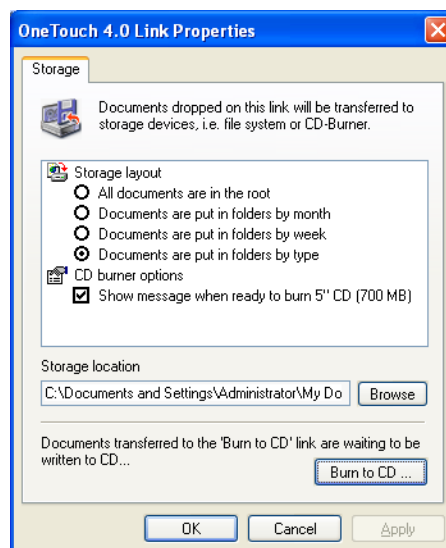 OneTouch 4.0 Link Properties
Storage
Documents dropped on this link will be transferred to
storage devices, i.e. file system or CD-Burner.
Storage layout
All documents are in the root
Documents are put in folders by month
Documents are put in folders by week
Documents are put in folders by type
CD burner options
Show message when ready to burn 5" CD (700 MB)
Storage location
C:\Documents and Settings\Administrator\My Do
Browse
Documents transferred to the 'Burn to CD' link are waiting to be
written to CD...
Burn to CD ...
OK
Cancel
Apply